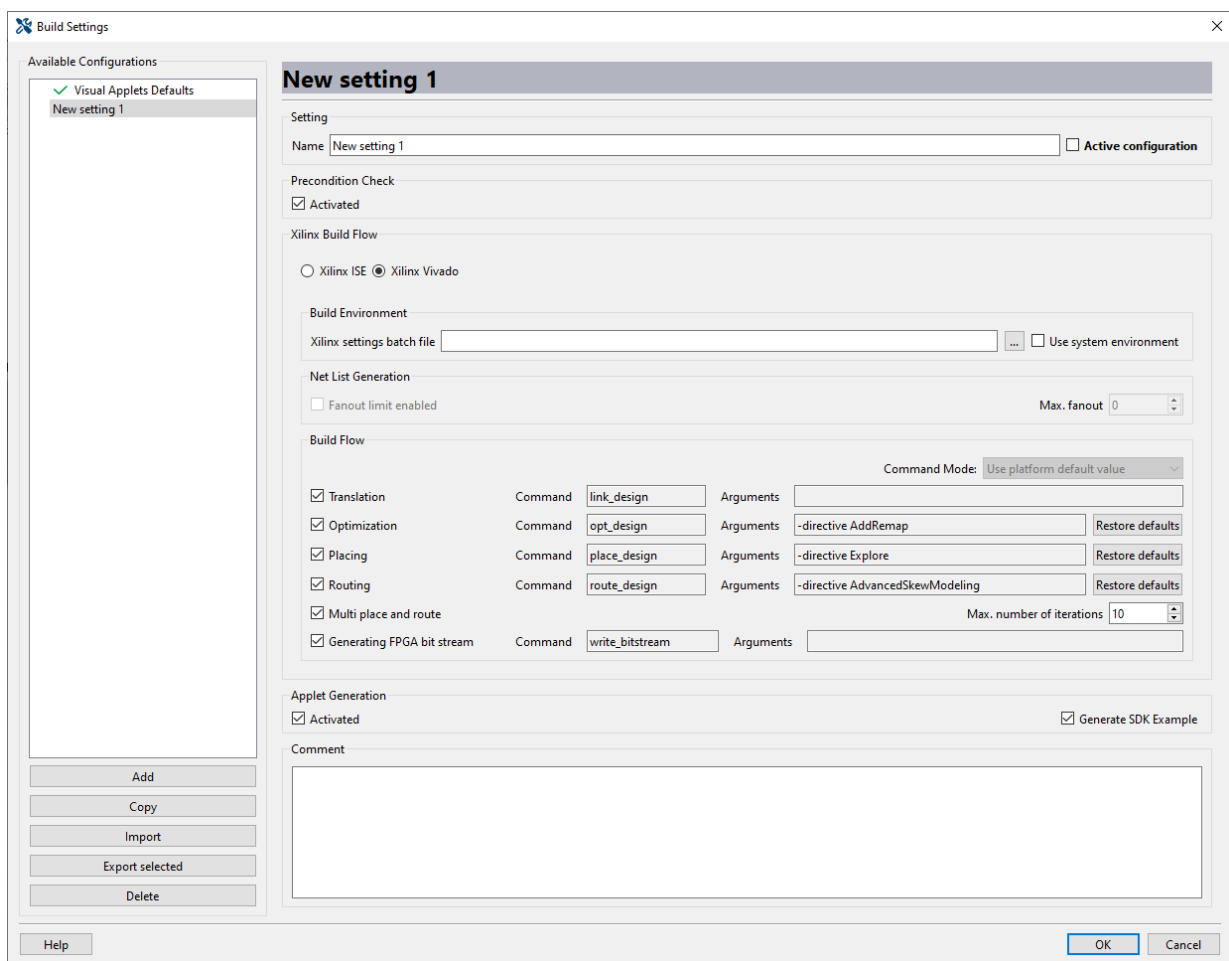 Build Settings
Available Configurations
Visual Applets Defaults
New setting 1
Add
Copy
Import
Export selected
Delete
New setting 1
Setting
Name New setting 1 Active configuration
Precondition Check
Activated
Xilinx Build Flow
Xilinx ISE Xilinx Vivado
Build Environment
Xilinx settings batch file ... Use system environment
Net List Generation
Fanout limit enabled Max. fanout 0
Build Flow
Command Mode: Use platform default value
Translation Command link_design Arguments
Optimization Command opt_design Arguments -directive AddRemap Restore defaults
Placing Command place_design Arguments -directive Explore Restore defaults
Routing Command route_design Arguments -directive AdvancedSkewModeling Restore defaults
Multi place and route Max. number of iterations 10
Generating FPGA bit stream Command write_bitstream Arguments
Applet Generation
Activated Generate SDK Example
Comment
Help OK Cancel